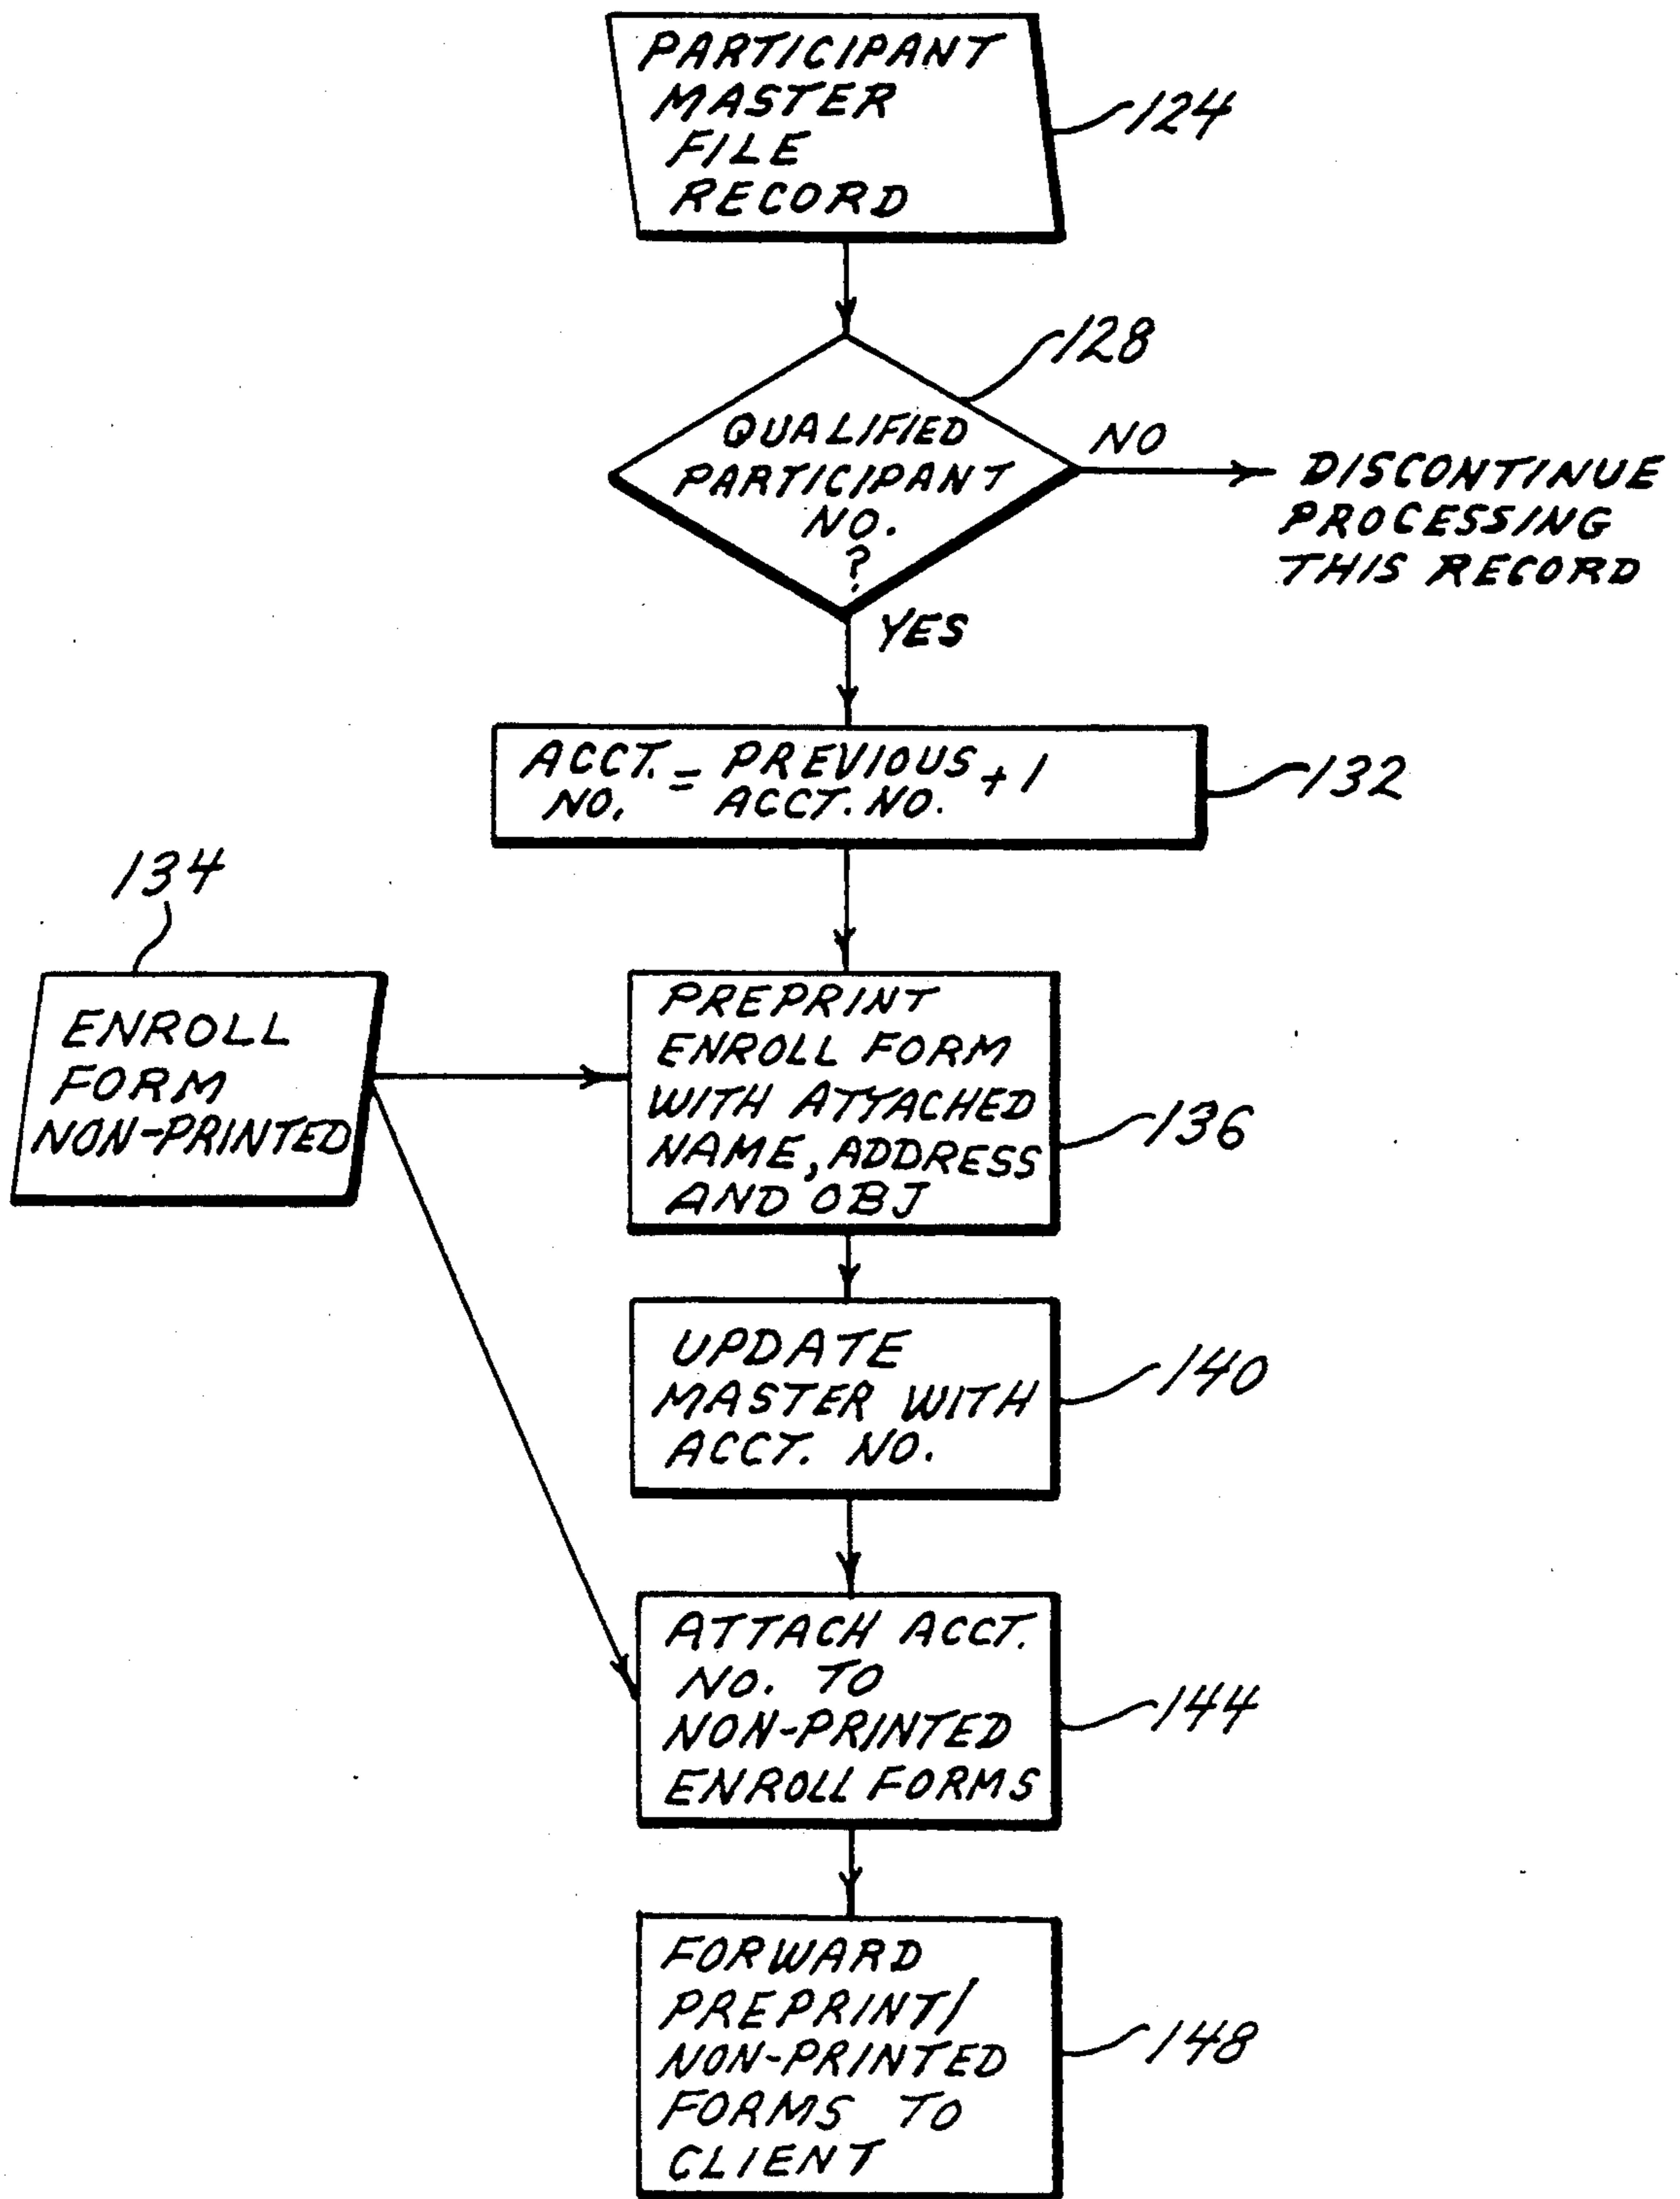 PARTICIPANT
MASTER
FILE
RECORD
124
128
QUALIFIED
PARTICIPANT
NO.
?
NO
DISCONTINUE
PROCESSING
THIS RECORD
YES
ACCT. = PREVIOUS + 1
NO. ACCT. NO.
132
134
ENROLL
FORM
NON-PRINTED
PREPRINT
ENROLL FORM
WITH ATTACHED
NAME, ADDRESS
AND OBJ
136
UPDATE
MASTER WITH
ACCT. NO.
140
ATTACH ACCT.
NO. TO
NON-PRINTED
ENROLL FORMS
144
FORWARD
PREPRINT/
NON-PRINTED
FORMS TO
CLIENT
148